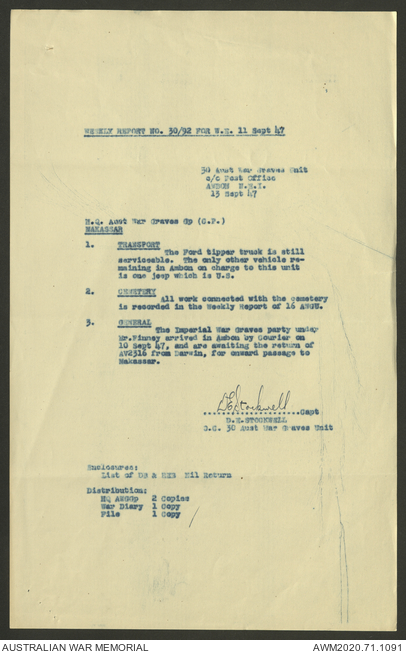 WEEKLY REPORT NO. 30/92 FOR W.E. 11 Sept 47
30 Aust War Graves Unit
c/o Post Office
AMBON N.E.I.
13 Sept 47
H.Q. Aust War Graves Gp (C.P.)
MAKASSAR
1. TRANSPORT
The Ford tipper truck is still
serviceable. The only other vehicle re-
maining in Ambon on charge to this unit
is one jeep which is U.S.
2. CEMETERY
All work connected with the cemetery
is recorded in the Weekly Report of 16 AWGU.
3. GENERAL
The Imperial War Graves party under
Mr.Finney arrived in Ambon by Courier on
10 Sept 47, and are awaiting the return of
AV2316 from Darwin, for onward passage to
Makassar.
DEStockwell
....................Capt
D.E.STOCKWELL
O.C. 30 Aust War Graves Unit
Enclosures:
List of DB & Nil Return
Distribution:
HQ AWGGp 2 Copies
War Diary 1 Copy
File 1 Copy
AUSTRALIAN WAR MEMORIAL
AWM2020.71.1091